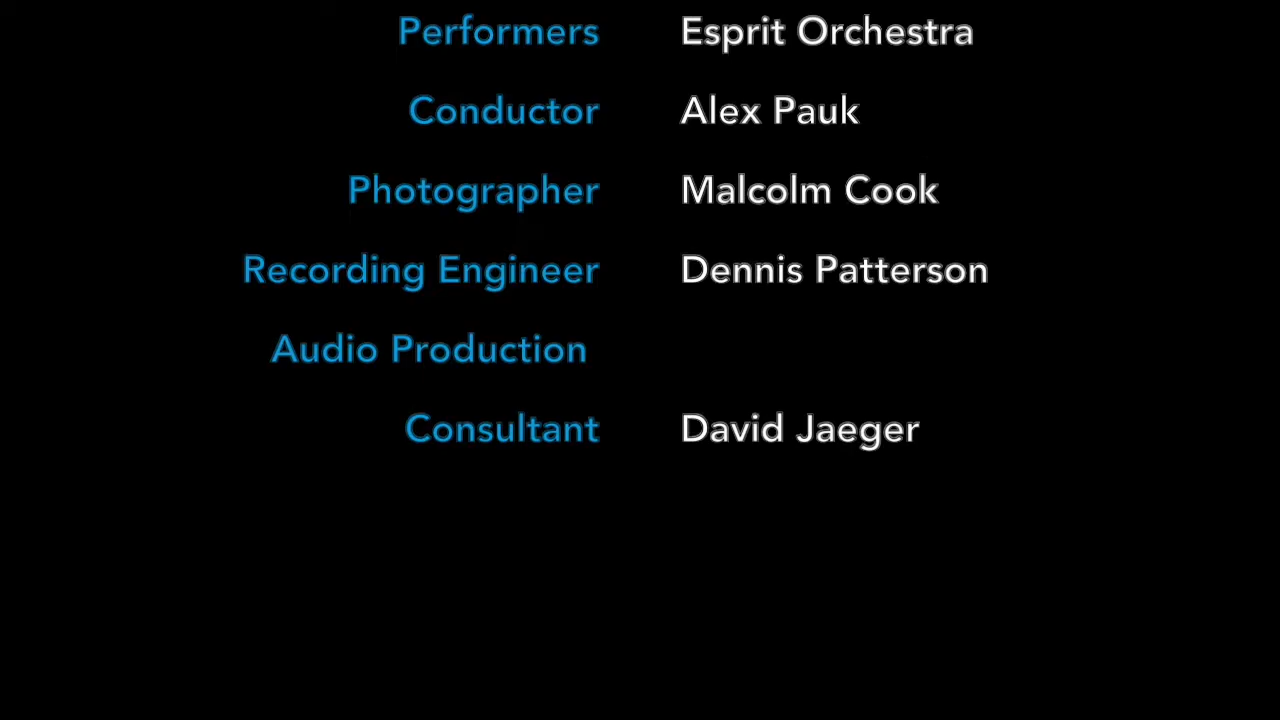 Performers Esprit Orchestra
Conductor Alex Pauk
Photographer Malcolm Cook
Recording Engineer Dennis Patterson
Audio Production
Consultant David Jaeger